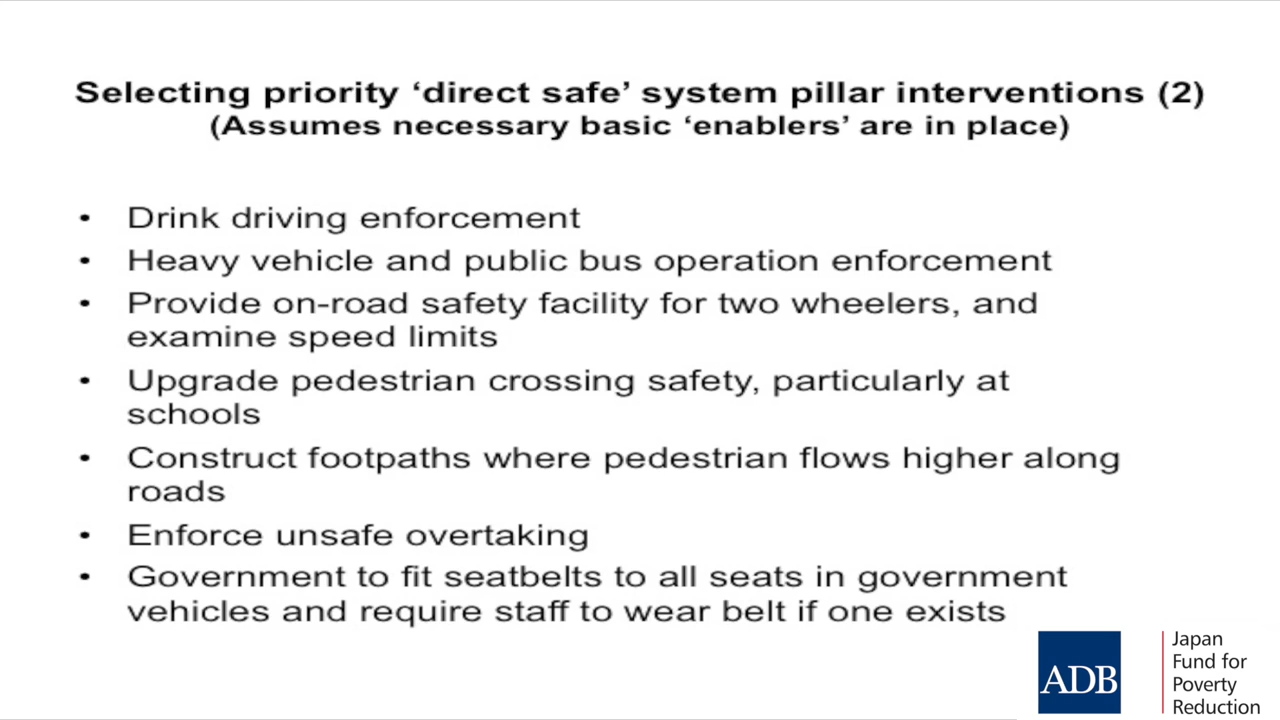 Selecting priority ‘direct safe’ system pillar interventions (2)
(Assumes necessary basic ‘enablers’ are in place)
• Drink driving enforcement
• Heavy vehicle and public bus operation enforcement
• Provide on-road safety facility for two wheelers, and
examine speed limits
• Upgrade pedestrian crossing safety, particularly at
schools
• Construct footpaths where pedestrian flows higher along
roads
• Enforce unsafe overtaking
• Government to fit seatbelts to all seats in government
vehicles and require staff to wear belt if one exists
ADB
Japan
Fund for
Poverty
Reduction